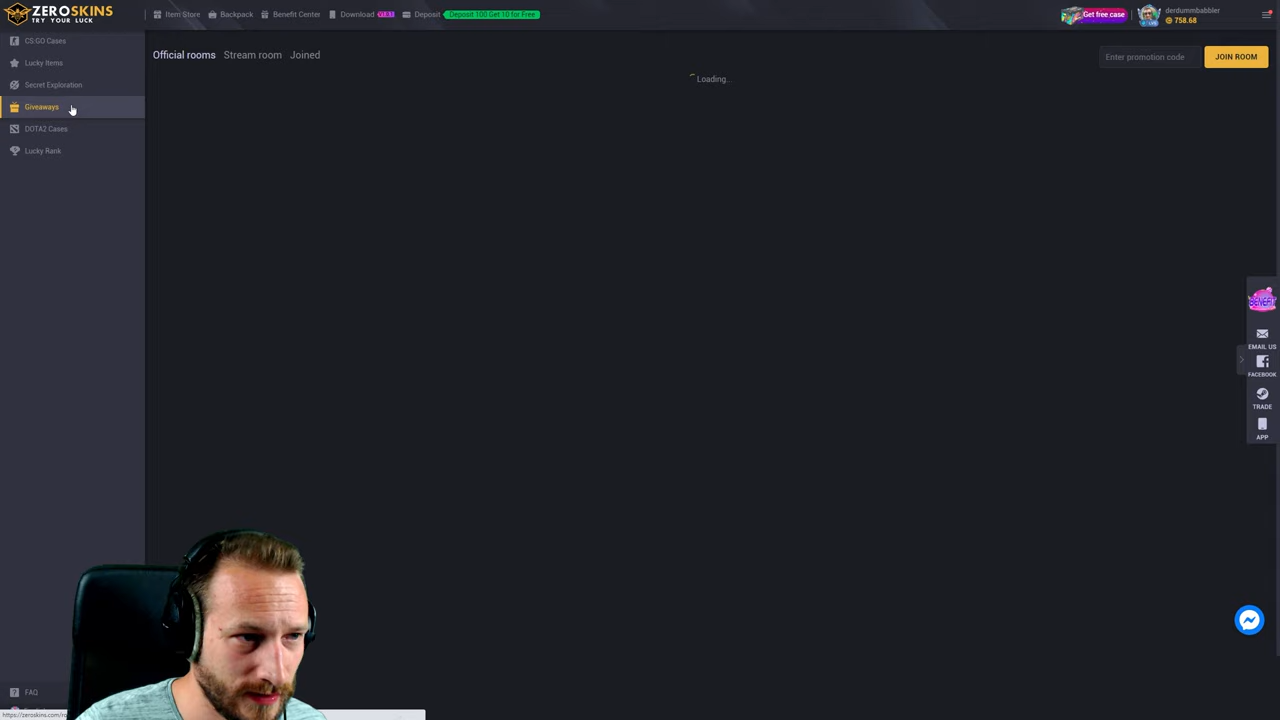 ZEROSKINS
TRY YOUR LUCK
Item Store Backpack Benefit Center Download Deposit Deposit 100 Get 10 for Free
Get free case
derdummbabbler
758.68
CS:GO Cases
Lucky Items
Secret Exploration
Giveaways
DOTA2 Cases
Lucky Rank
Official rooms Stream room Joined
Enter promotion code
JOIN ROOM
Loading...
BENEFIT
EMAIL US
FACEBOOK
TRADE
APP
FAQ